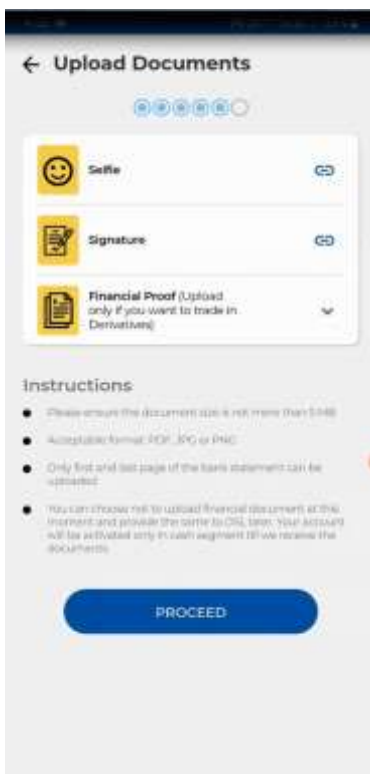 Upload Documents
Selfie
Signature
Financial Proof (Upload
only if you want to trade in
Derivatives)
Instructions
Please ensure the document size is not more than 5 MB
Acceptable format: PDF, JPG or PNG
Only first and last page of the bank statement can be
uploaded
You can choose not to upload financial document at this
moment and provide the same to later. Your account
will be activated only in cash segment till we receive the
documents.
PROCEED